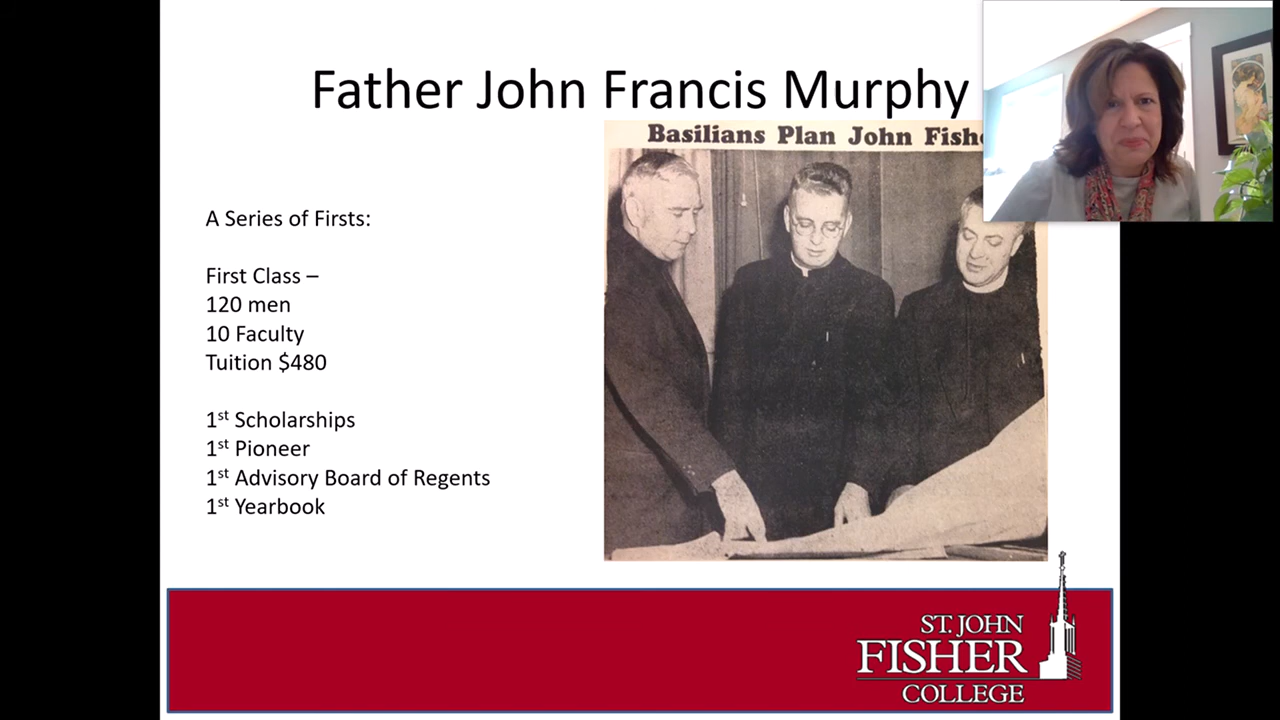 Father John Francis Murphy
Basilians Plan John
A Series of Firsts:
First Class –
120 men
10 Faculty
Tuition $480
1st Scholarships
1st Pioneer
1st Advisory Board of Regents
1st Yearbook
ST. JOHN
FISHER
COLLEGE